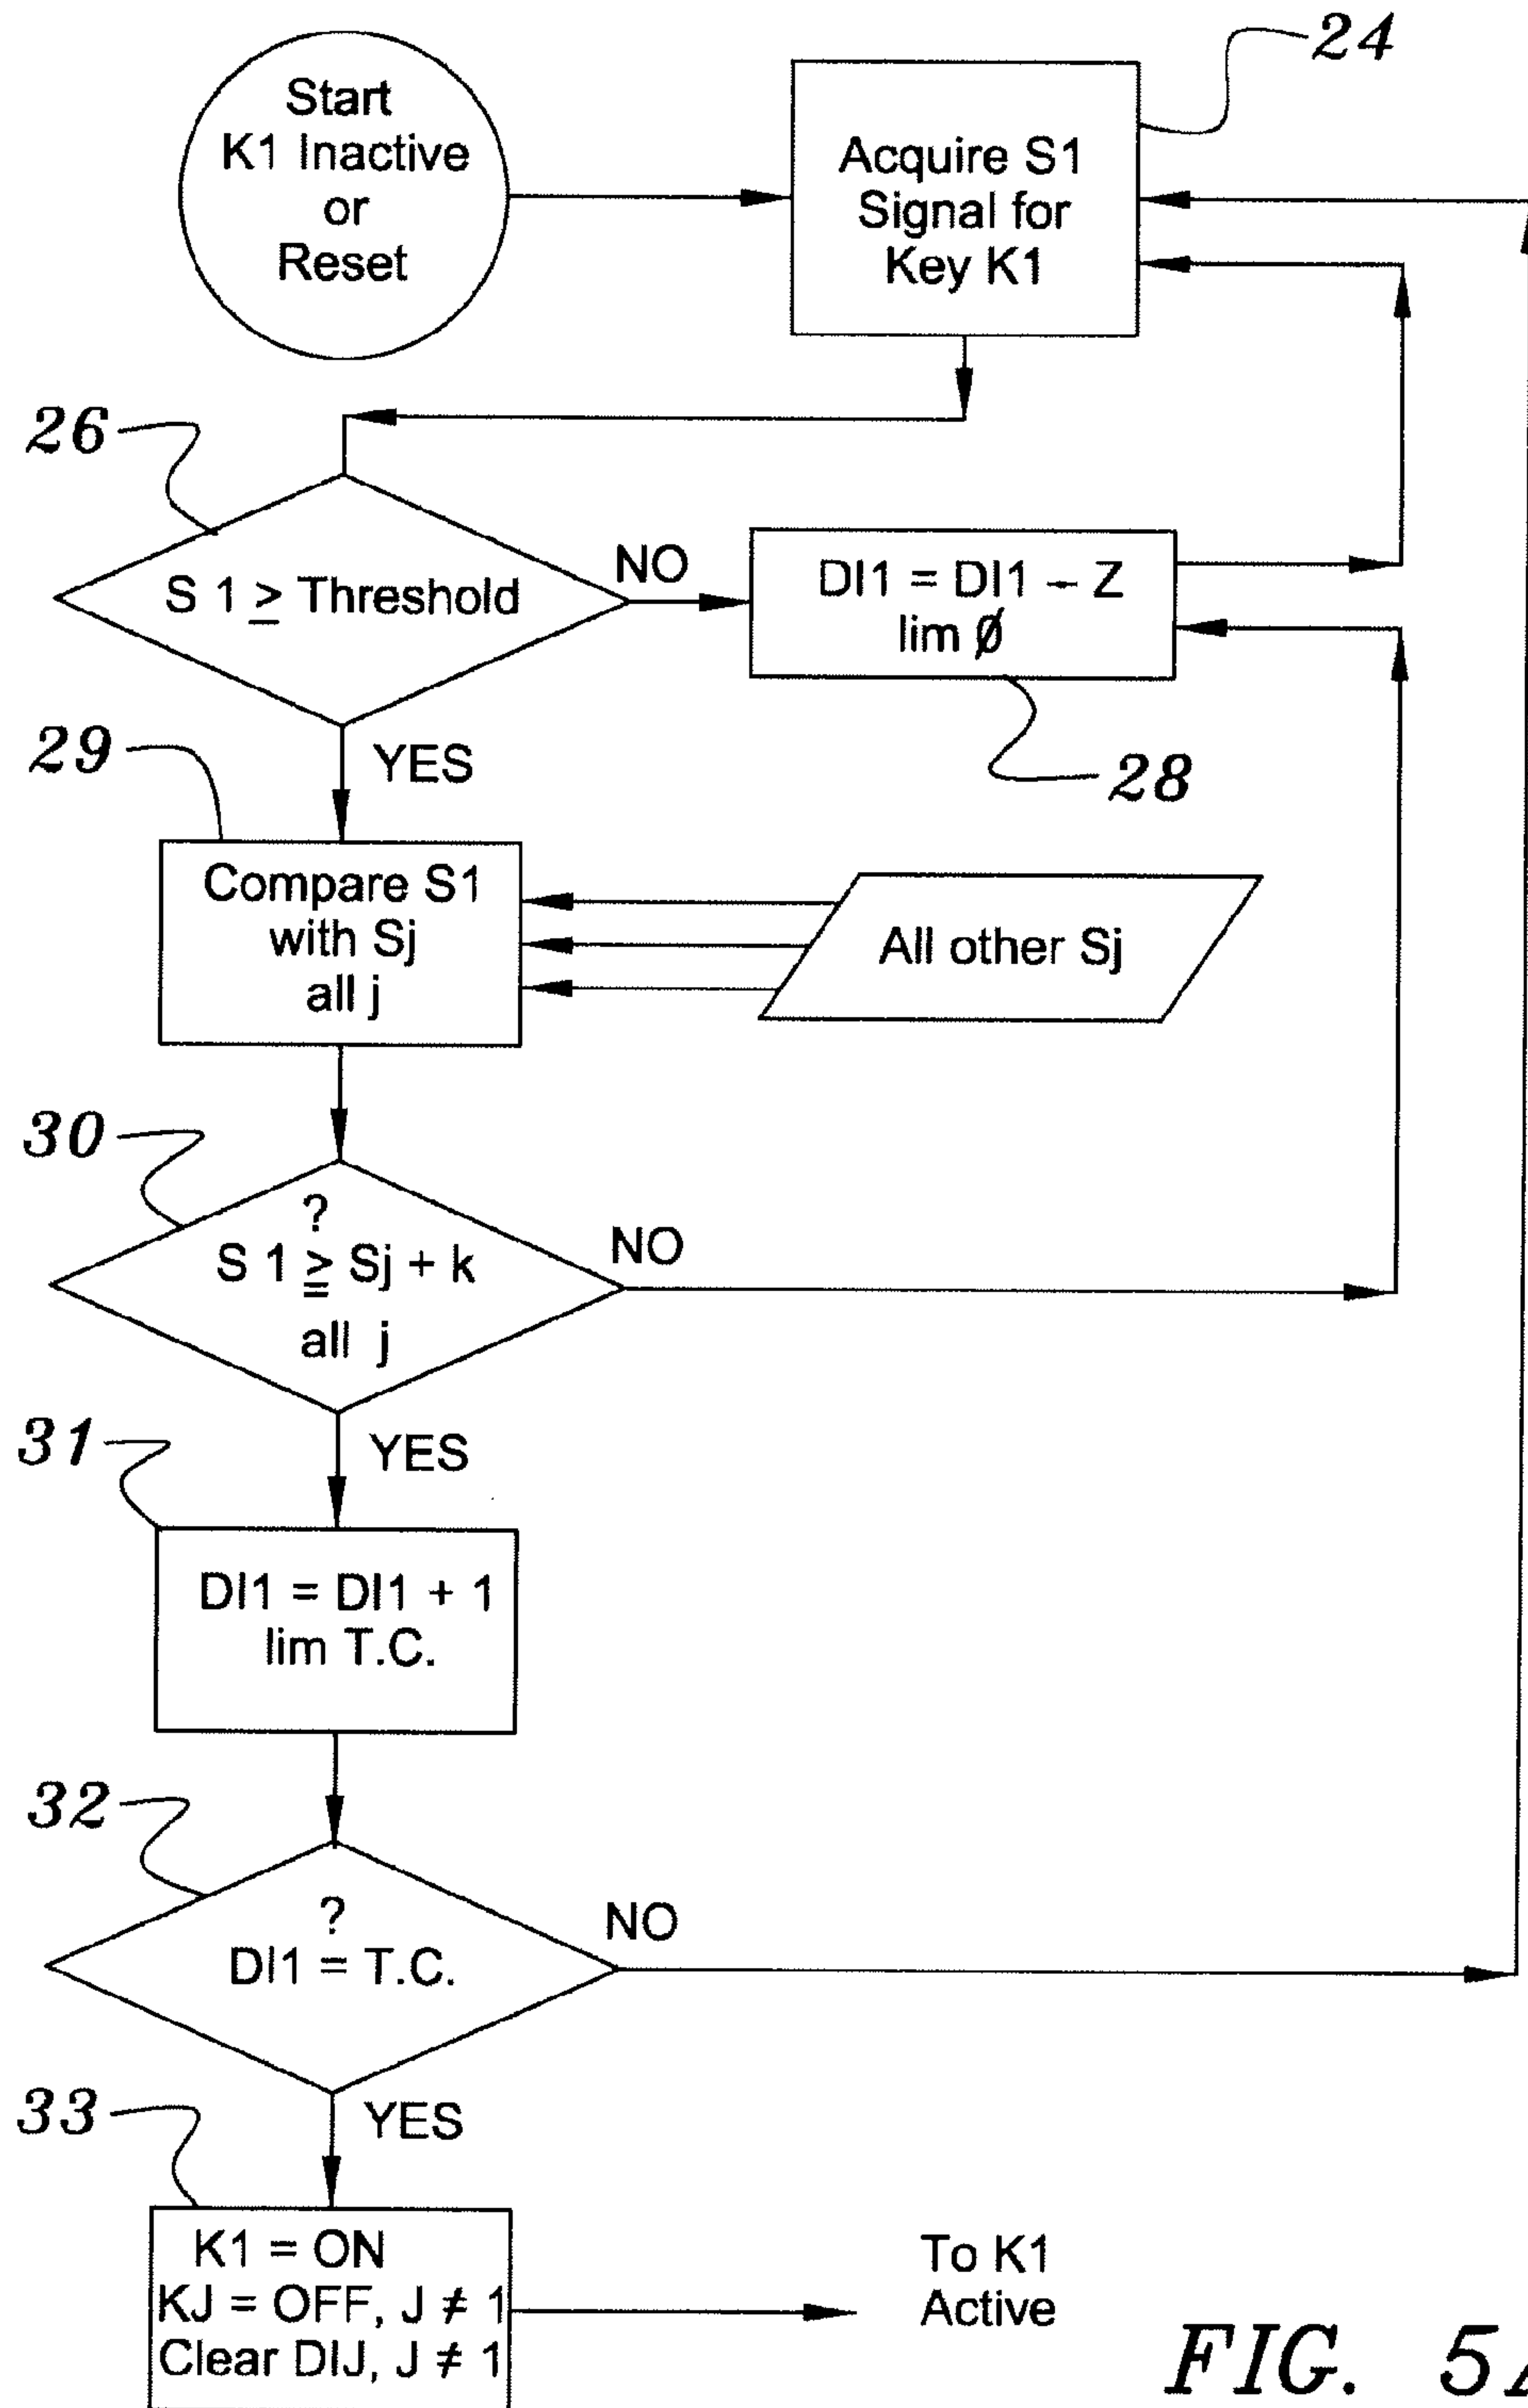 Start
K1 Inactive
or
Reset
24
Acquire S1
Signal for
Key K1
26
S 1 ≥ Threshold
NO
DI1 = DI1 – Z
lim Ø
28
YES
29
Compare S1
with Sj
all j
All other Sj
30
?
S 1 ≧ Sj + k
all j
NO
YES
31
DI1 = DI1 + 1
lim T.C.
32
?
DI1 = T.C.
NO
YES
33
K1 = ON
KJ = OFF, J ≠ 1
Clear DIJ, J ≠ 1
To K1
Active
FIG.